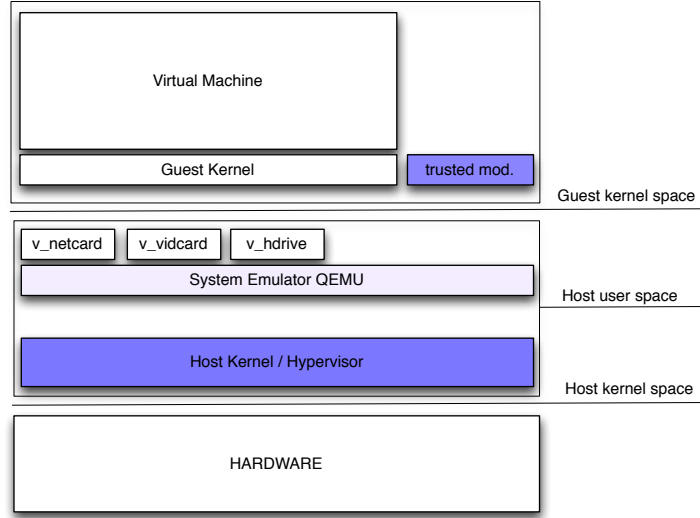 Virtual Machine
Guest Kernel
trusted mod.
Guest kernel space
v_netcard
v_vidcard
v_hdrive
System Emulator QEMU
Host user space
Host Kernel / Hypervisor
Host kernel space
HARDWARE